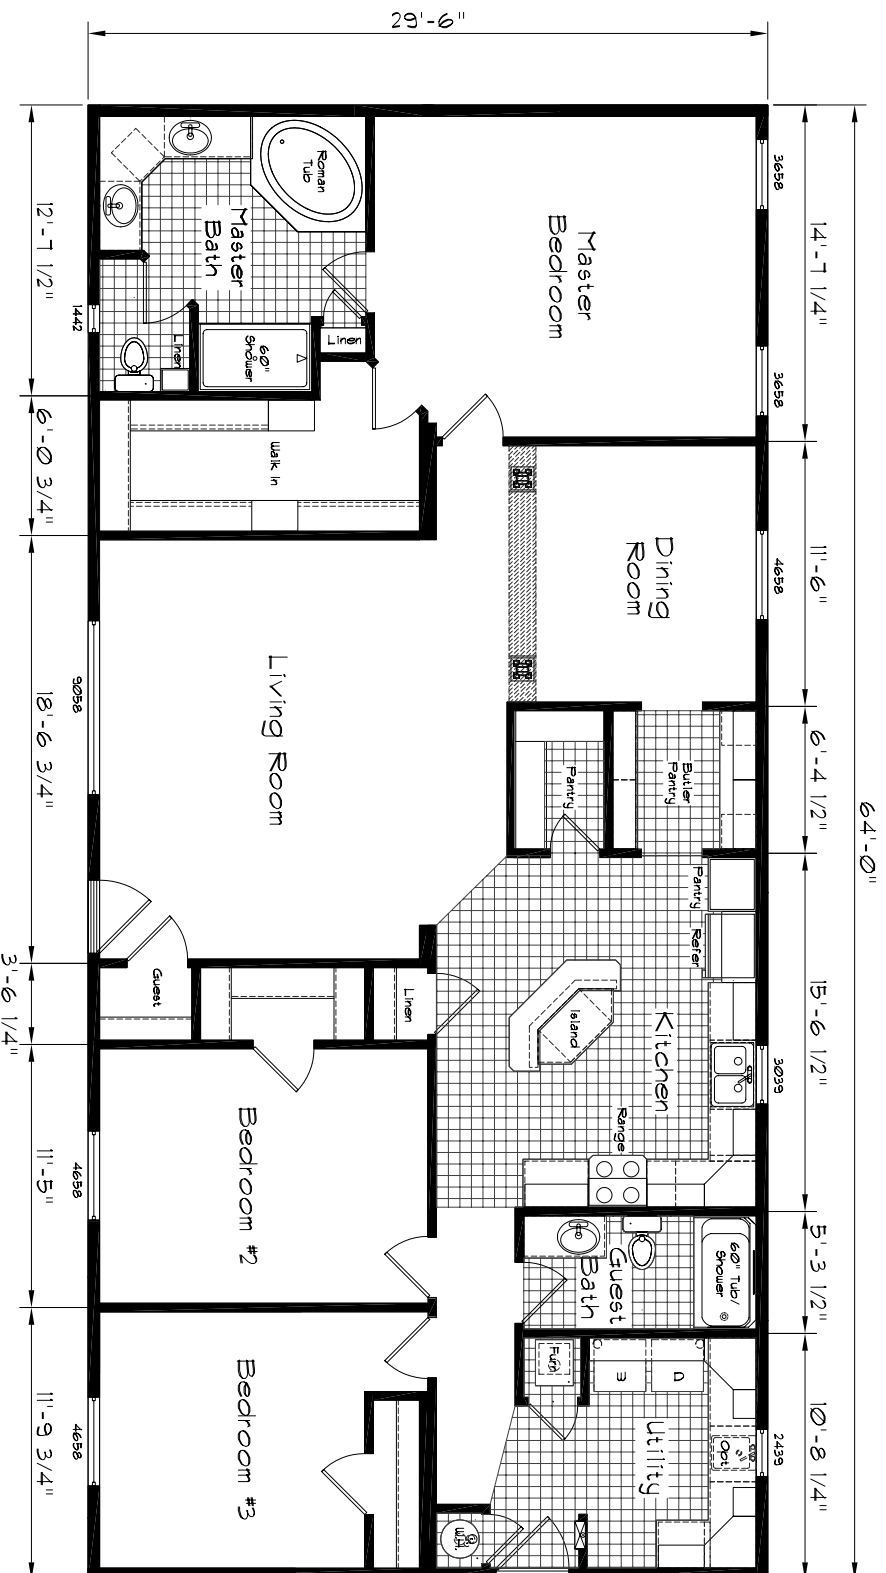 29'-6"
64'-0"
14'-7 1/4"
11'-6"
6'-4 1/2"
15'-6 1/2"
5'-3 1/2"
10'-8 1/4"
3658
3658
4658
3039
2439
Master
Bedroom
Roman
Tub
Master
Bath
Linen
60"
Shower
Linen
Walk In
Dining
Room
Living Room
Butler
Pantry
Pantry
Pantry
Refer
Kitchen
Island
Range
Guest
Linen
Bedroom #2
Guest
Bath
60" Tub/
Shower
Furn
W
D
Utility
Opt
W.H.
Bedroom #3
1442
9058
4658
4658
12'-7 1/2"
6'-0 3/4"
18'-6 3/4"
3'-6 1/4"
11'-5"
11'-9 3/4"